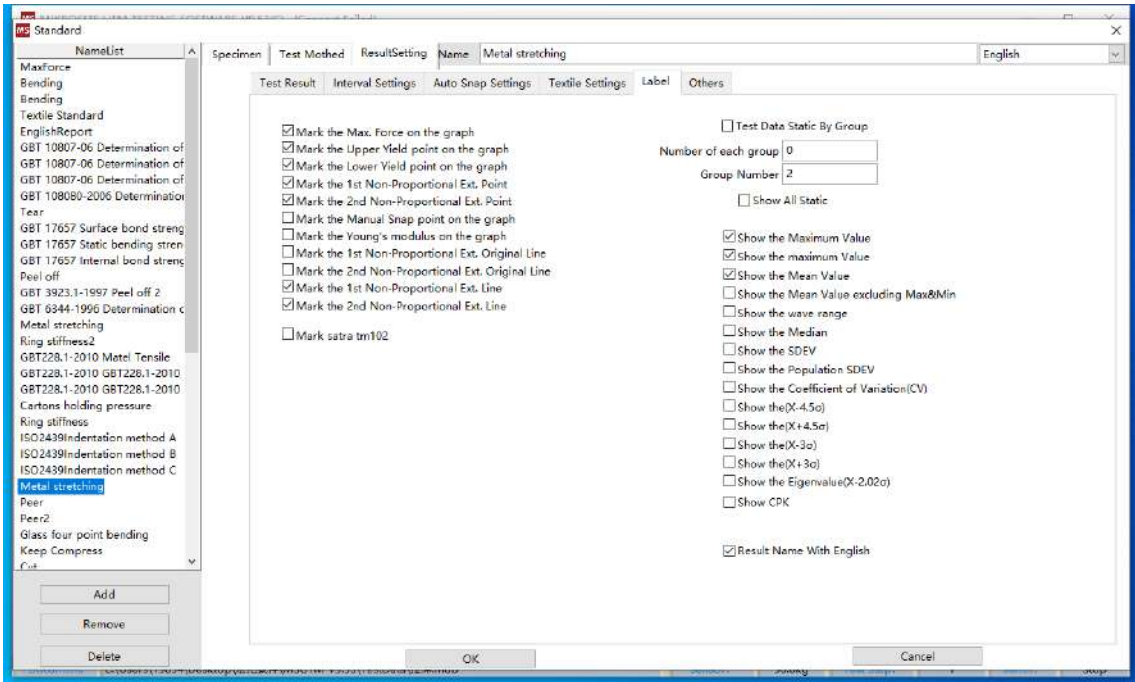 MS Standard
NameList
MaxForce
Bending
Bending
Textile Standard
EnglishReport
GBT 10807-06 Determination of
GBT 10807-06 Determination of
GBT 10807-06 Determination of
GBT 108080-2006 Determination
Tear
GBT 17657 Surface bond streng
GBT 17657 Static bending stren
GBT 17657 Internal bond streng
Peel off
GBT 3923.1-1997 Peel off 2
GBT 6344-1996 Determination c
Metal stretching
Ring stiffness2
GBT228.1-2010 Matel Tensile
GBT228.1-2010 GBT228.1-2010
GBT228.1-2010 GBT228.1-2010
Cartons holding pressure
Ring stiffness
ISO2439Indentation method A
ISO2439Indentation method B
ISO2439Indentation method C
Metal stretching
Peer
Peer2
Glass four point bending
Keep Compress
Cut
Add
Remove
Delete
Specimen Test Mothed ResultSetting Name Metal stretching English
Test Result Interval Settings Auto Snap Settings Textile Settings Label Others
Mark the Max. Force on the graph
Mark the Upper Yield point on the graph
Mark the Lower Yield point on the graph
Mark the 1st Non-Proportional Ext. Point
Mark the 2nd Non-Proportional Ext. Point
Mark the Manual Snap point on the graph
Mark the Young's modulus on the graph
Mark the 1st Non-Proportional Ext. Original Line
Mark the 2nd Non-Proportional Ext. Original Line
Mark the 1st Non-Proportional Ext. Line
Mark the 2nd Non-Proportional Ext. Line
Mark satra tm102
Test Data Static By Group
Number of each group 0
Group Number 2
Show All Static
Show the Maximum Value
Show the maximum Value
Show the Mean Value
Show the Mean Value excluding Max&Min
Show the wave range
Show the Median
Show the SDEV
Show the Population SDEV
Show the Coefficient of Variation(CV)
Show the(X-4.5σ)
Show the(X+4.5σ)
Show the(X-3σ)
Show the(X+3σ)
Show the Eigenvalue(X-2.02σ)
Show CPK
Result Name With English
OK
Cancel